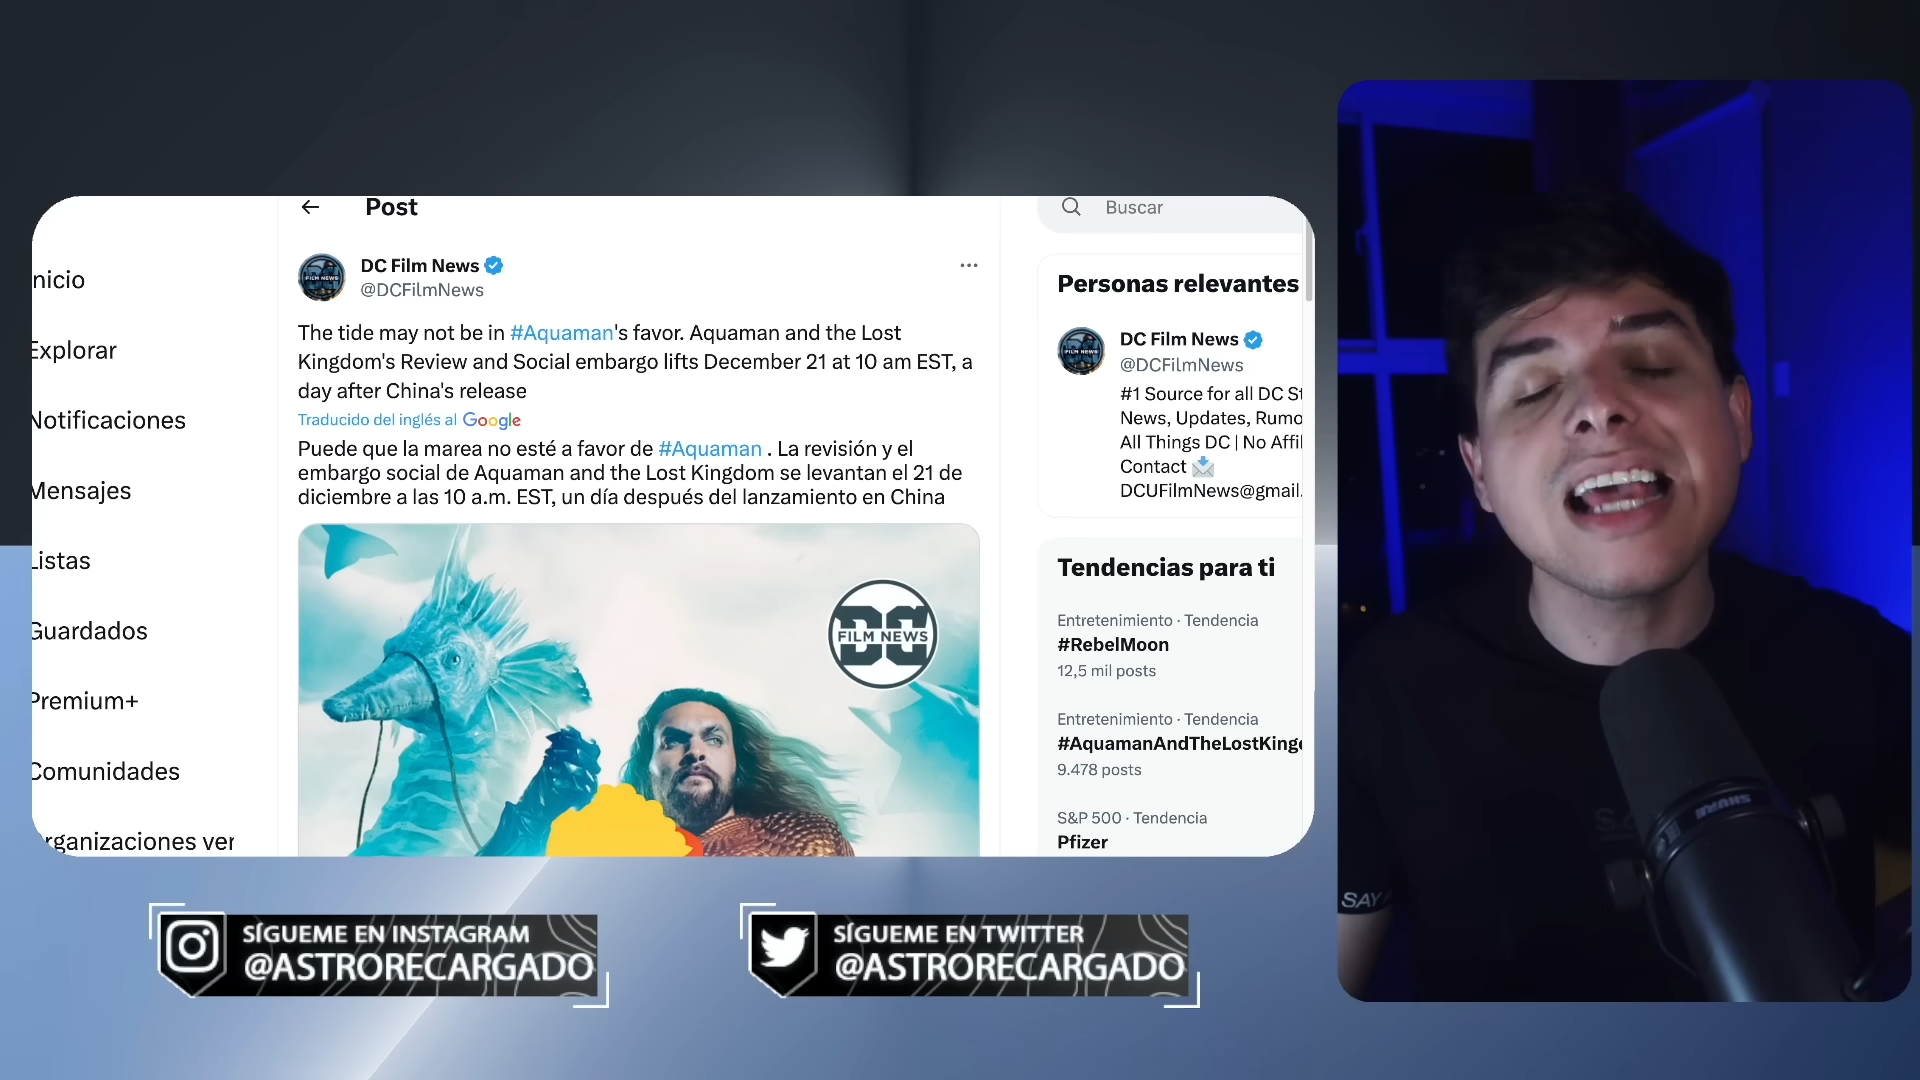 Post
Buscar
nicio
Explorar
Notificaciones
Mensajes
Listas
Guardados
Premium+
Comunidades
rganizaciones ver
DC Film News
@DCFilmNews
The tide may not be in #Aquaman's favor. Aquaman and the Lost
Kingdom's Review and Social embargo lifts December 21 at 10 am EST, a
day after China's release
Traducido del inglés al Google
Puede que la marea no esté a favor de #Aquaman . La revisión y el
embargo social de Aquaman and the Lost Kingdom se levantan el 21 de
diciembre a las 10 a.m. EST, un día después del lanzamiento en China
DC
FILM NEWS
Personas relevantes
FILM NEWS
DC Film News
@DCFilmNews
#1 Source for all DC St
News, Updates, Rumo
All Things DC | No Affi
Contact
DCUFilmNews@gmail.
Tendencias para ti
Entretenimiento · Tendencia
#RebelMoon
12,5 mil posts
Entretenimiento · Tendencia
#AquamanAndTheLostKing
9.478 posts
S&P 500 · Tendencia
Pfizer
SÍGUEME EN INSTAGRAM
@ASTRORECARGADO
SÍGUEME EN TWITTER
@ASTRORECARGADO
SHURE
SAY